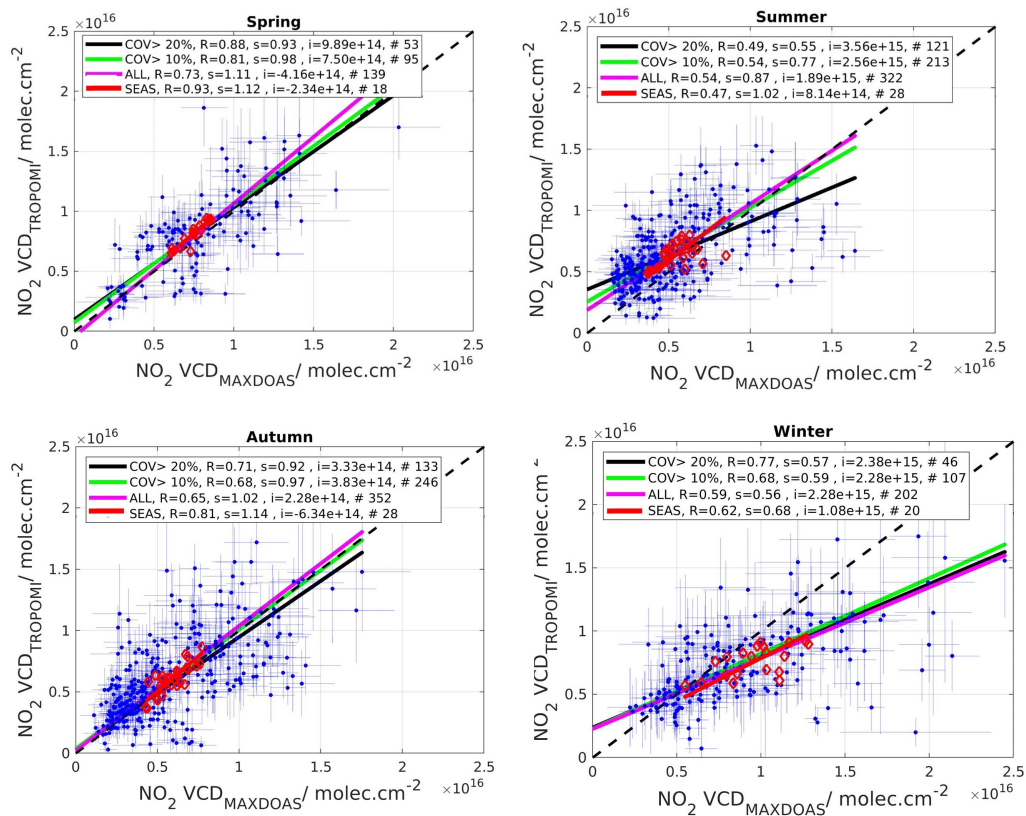 Spring
×10^16
COV> 20%, R=0.88, s=0.93 , i=9.89e+14, # 53
COV> 10%, R=0.81, s=0.98 , i=7.50e+14, # 95
ALL, R=0.73, s=1.11 , i=-4.16e+14, # 139
SEAS, R=0.93, s=1.12 , i=-2.34e+14, # 18
2.5
2
1.5
1
0.5
0
NO2 VCD_TROPOMI/ molec.cm^-2
0 0.5 1 1.5 2 2.5
NO2 VCD_MAXDOAS/ molec.cm^-2 ×10^16
Summer
×10^16
COV> 20%, R=0.49, s=0.55 , i=3.56e+15, # 121
COV> 10%, R=0.54, s=0.77 , i=2.56e+15, # 213
ALL, R=0.54, s=0.87 , i=1.89e+15, # 322
SEAS, R=0.47, s=1.02 , i=8.14e+14, # 28
2.5
2
1.5
1
0.5
0
NO2 VCD_TROPOMI/ molec.cm^-2
0 0.5 1 1.5 2 2.5
NO2 VCD_MAXDOAS/ molec.cm^-2 ×10^16
Autumn
×10^16
COV> 20%, R=0.71, s=0.92 , i=3.33e+14, # 133
COV> 10%, R=0.68, s=0.97 , i=3.83e+14, # 246
ALL, R=0.65, s=1.02 , i=2.28e+14, # 352
SEAS, R=0.81, s=1.14 , i=-6.34e+14, # 28
2.5
2
1.5
1
0.5
0
NO2 VCD_TROPOMI/ molec.cm^-2
0 0.5 1 1.5 2 2.5
NO2 VCD_MAXDOAS/ molec.cm^-2 ×10^16
Winter
×10^16
COV> 20%, R=0.77, s=0.57 , i=2.38e+15, # 46
COV> 10%, R=0.68, s=0.59 , i=2.28e+15, # 107
ALL, R=0.59, s=0.56 , i=2.28e+15, # 202
SEAS, R=0.62, s=0.68 , i=1.08e+15, # 20
2.5
2
1.5
1
0.5
0
NO2 VCD_TROPOMI/ molec.cm^-2
0 0.5 1 1.5 2 2.5
NO2 VCD_MAXDOAS/ molec.cm^-2 ×10^16